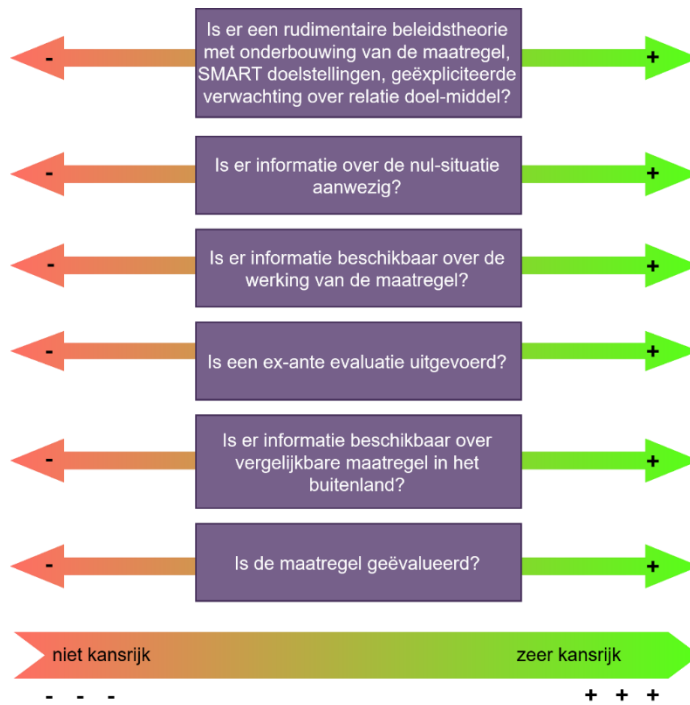 Is er een rudimentaire beleidstheorie
met onderbouwing van de maatregel,
SMART doelstellingen, geëxpliciteerde
verwachting over relatie doel-middel?
- +
Is er informatie over de nul-situatie
aanwezig?
- +
Is er informatie beschikbaar over de
werking van de maatregel?
- +
Is een ex-ante evaluatie uitgevoerd?
- +
Is er informatie beschikbaar over
vergelijkbare maatregel in het
buitenland?
- +
Is de maatregel geëvalueerd?
- +
niet kansrijk zeer kansrijk
- - - + + +